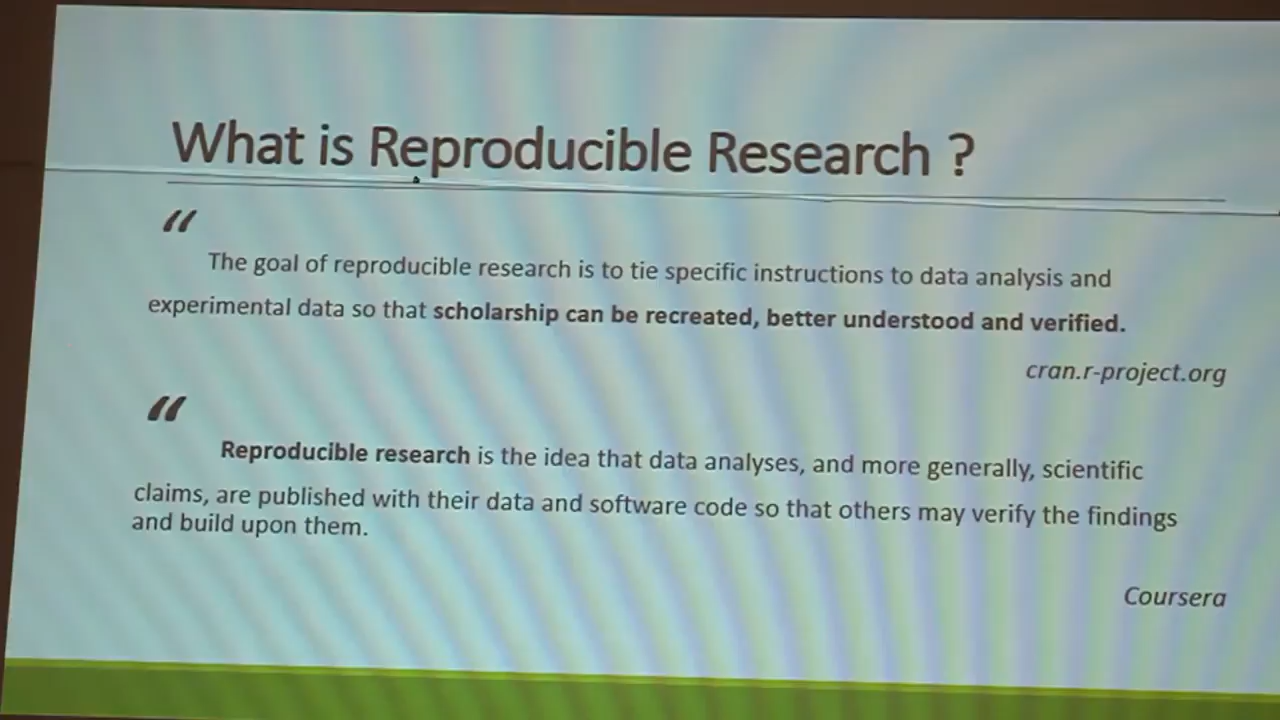 What is Reproducible Research ?
“
The goal of reproducible research is to tie specific instructions to data analysis and
experimental data so that scholarship can be recreated, better understood and verified.
cran.r-project.org
“
Reproducible research is the idea that data analyses, and more generally, scientific
claims, are published with their data and software code so that others may verify the findings
and build upon them.
Coursera